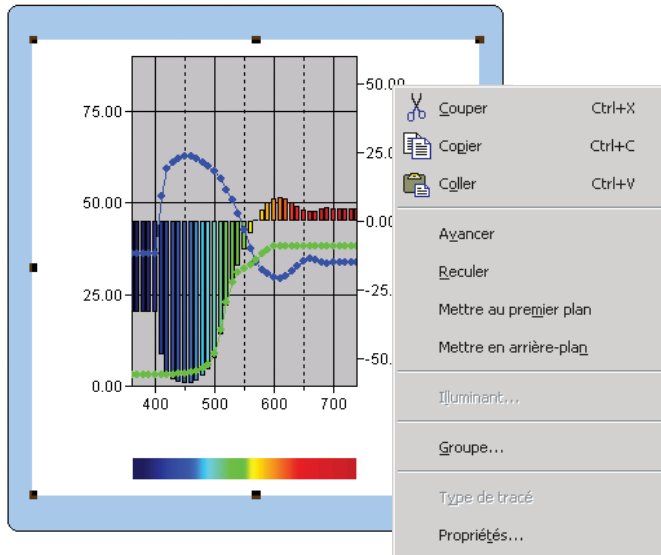 75.00
50.00
25.00
0.00
400 500 600 700
50.00
25.0
0.00
-25.
-50.
Couper Ctrl+X
Copier Ctrl+C
Coller Ctrl+V
Avancer
Reculer
Mettre au premier plan
Mettre en arrière-plan
Illuminant...
Groupe...
Type de tracé
Propriétés...